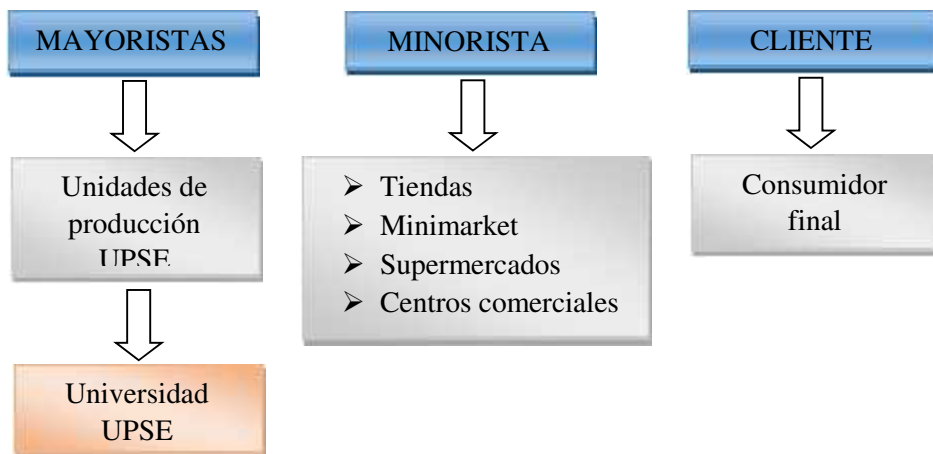 MAYORISTAS
Unidades de
producción
UPSE
Universidad
UPSE
MINORISTA
➢ Tiendas
➢ Minimarket
➢ Supermercados
➢ Centros comerciales
CLIENTE
Consumidor
final